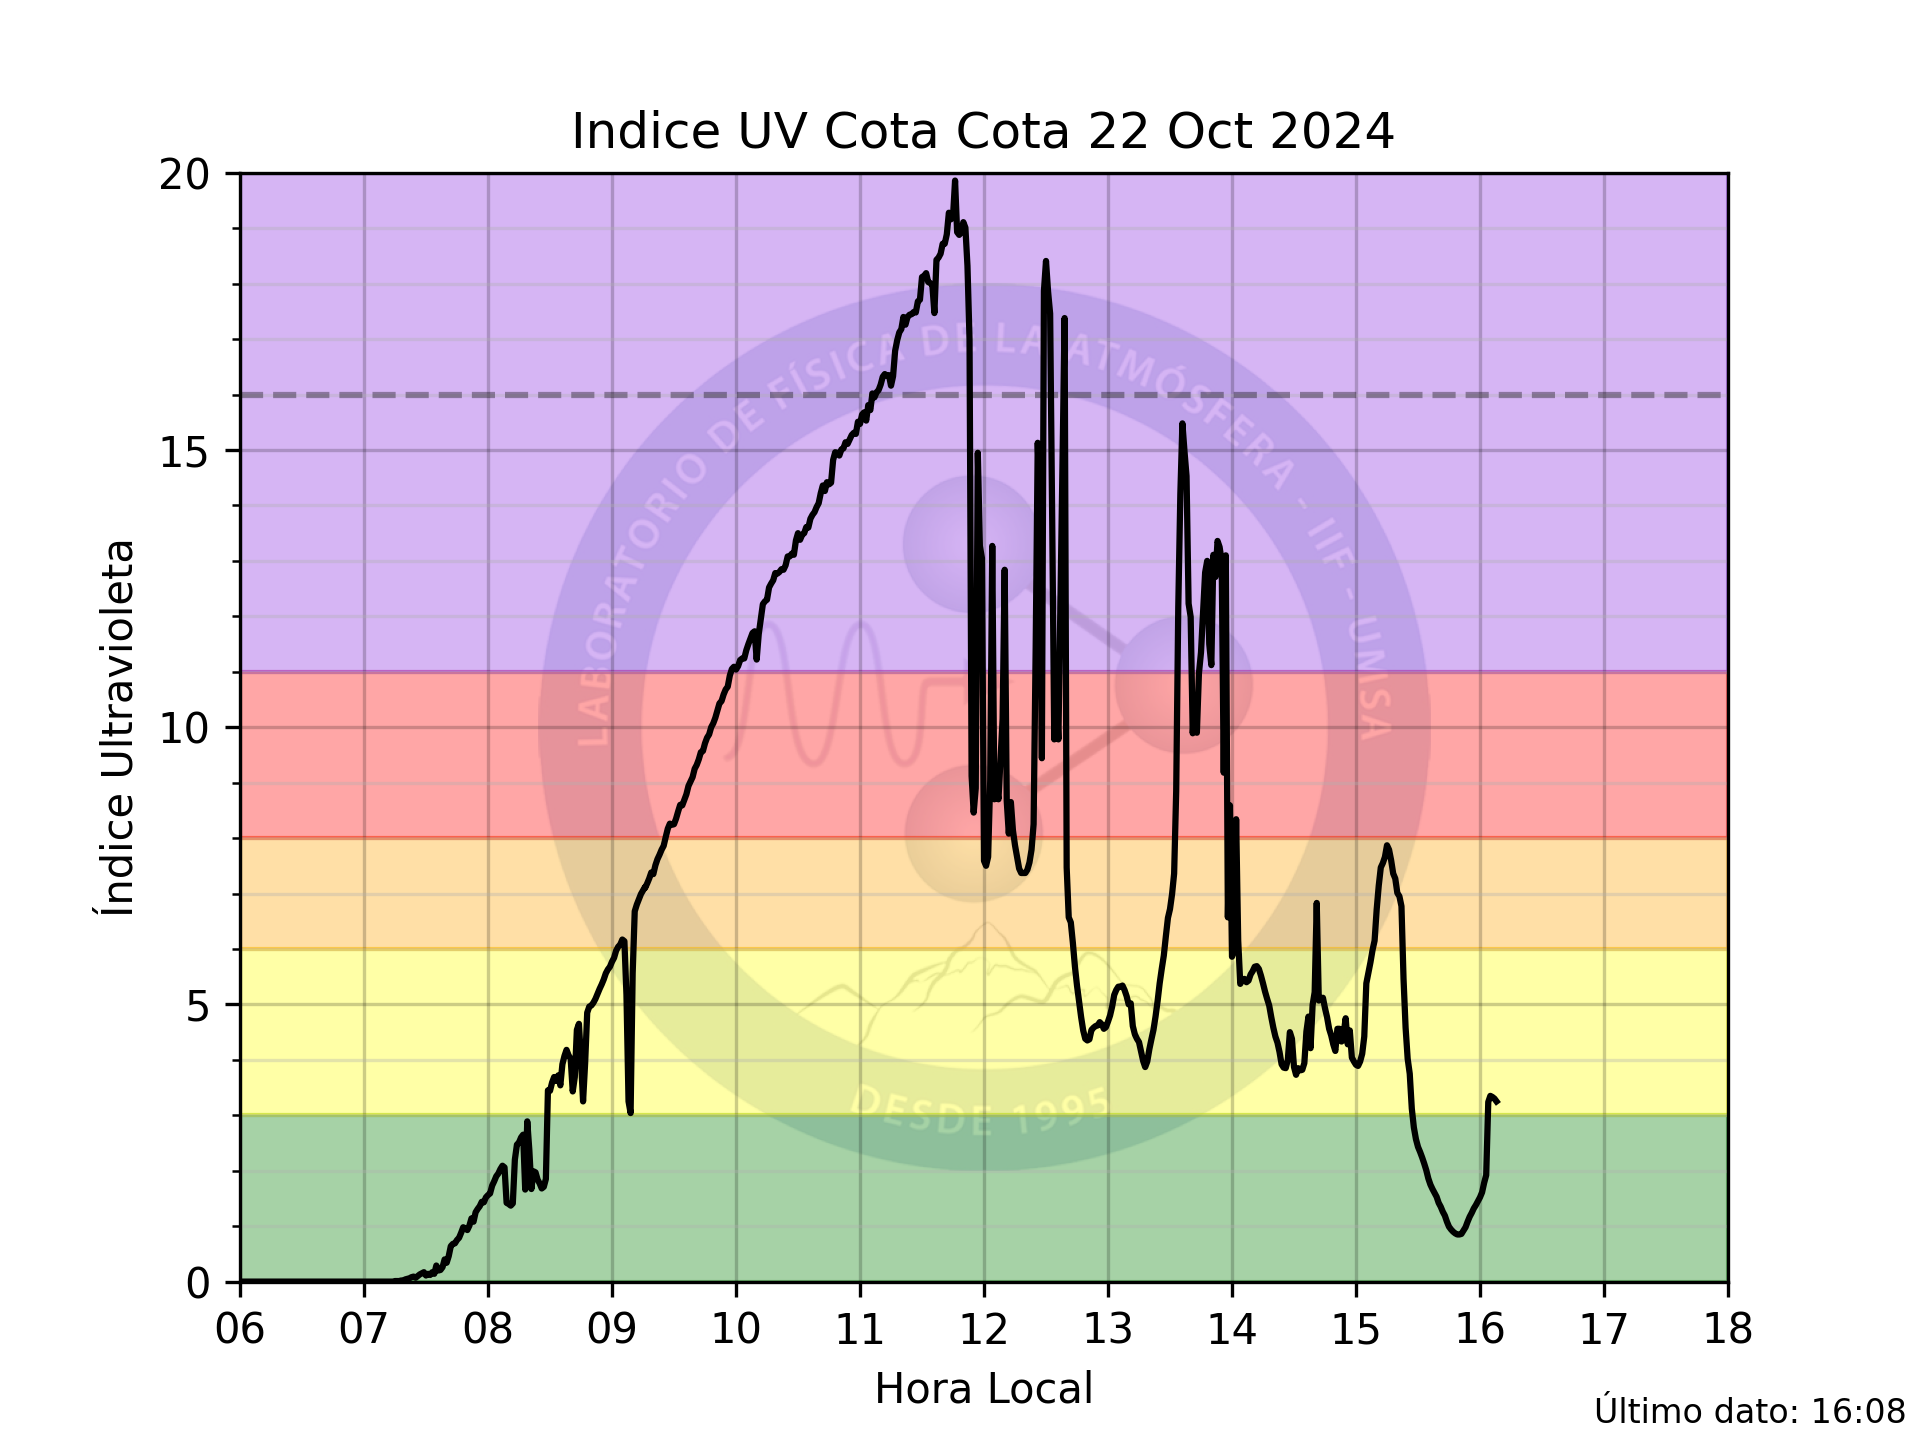 Indice UV Cota Cota 22 Oct 2024
20
15
10
5
0
Índice Ultravioleta
LABORATORIO DE FÍSICA DE LA ATMÓSFERA - IIF - UMSA
DESDE 1995
06 07 08 09 10 11 12 13 14 15 16 17 18
Hora Local
Último dato: 16:08